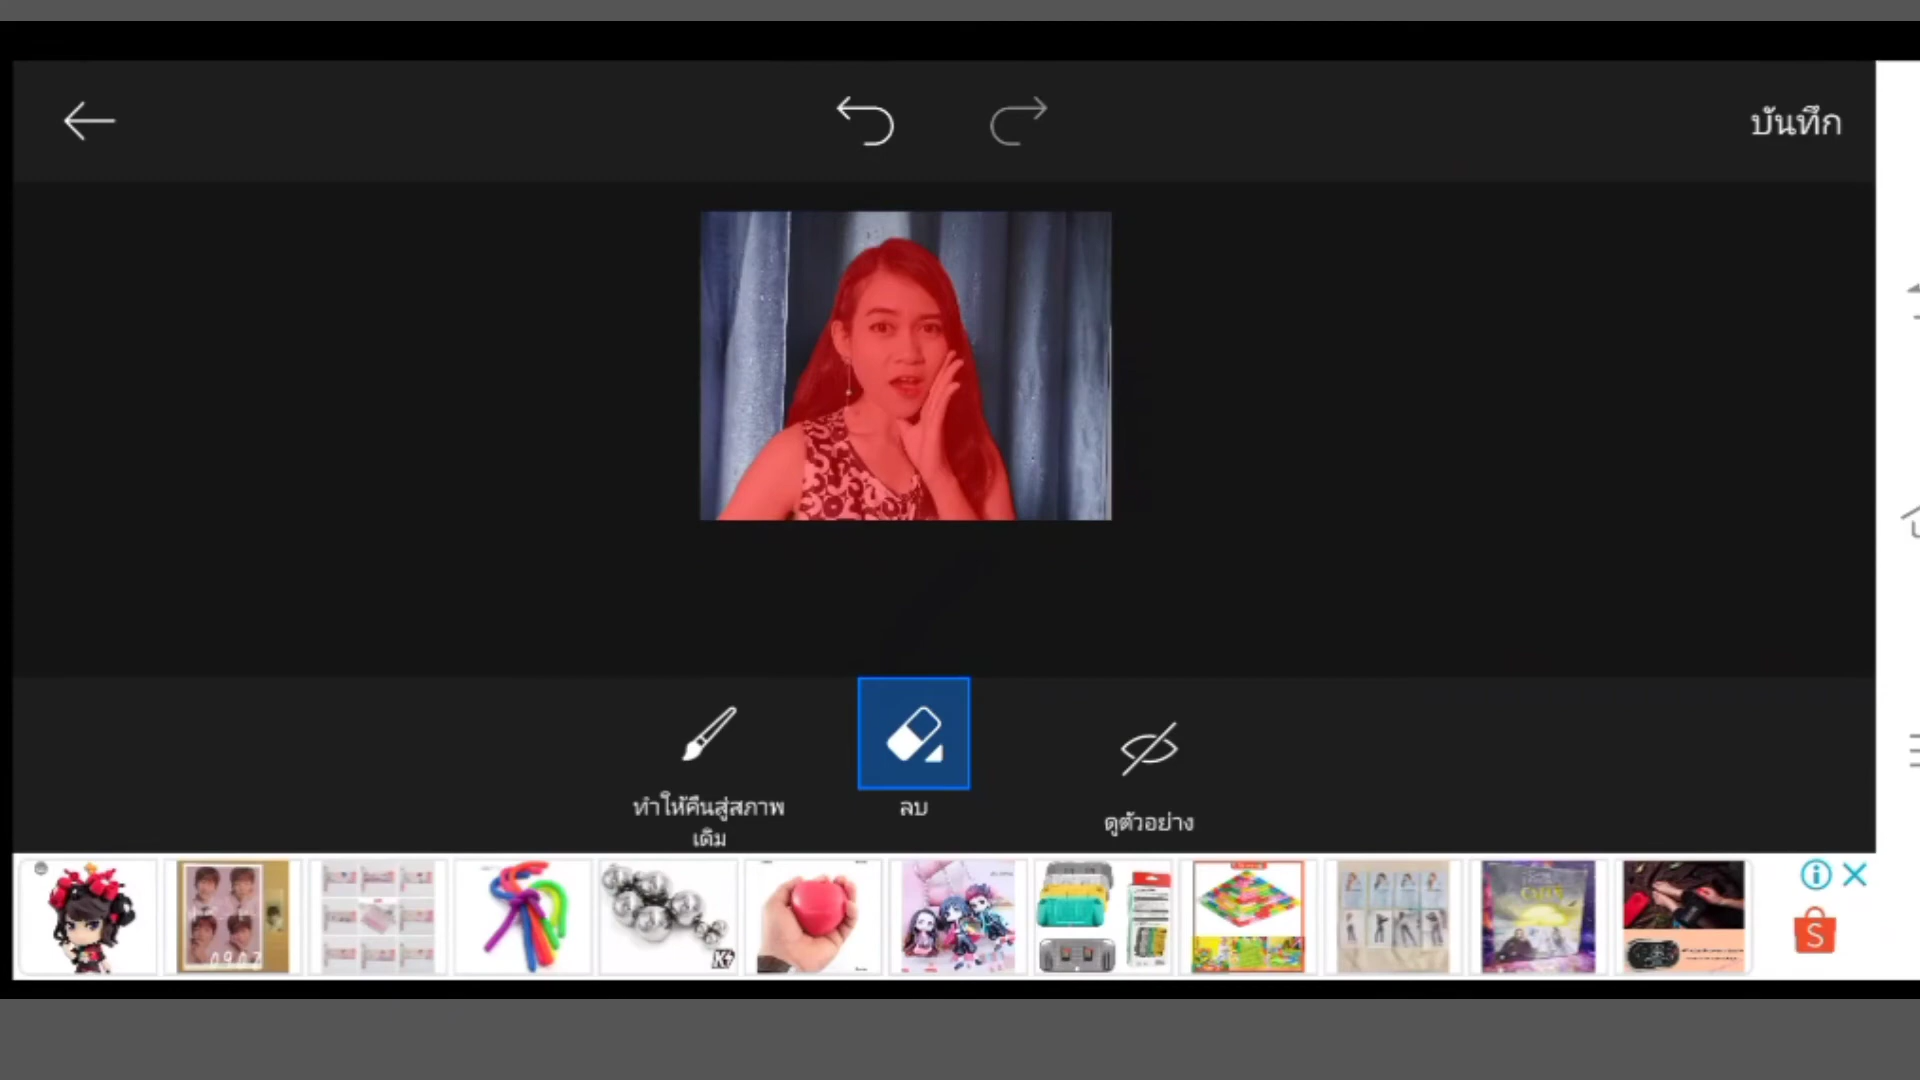 บันทึก
ทำให้คืนสู่สภาพ
เดิม
ลบ
ดูตัวอย่าง
0907
K+
S